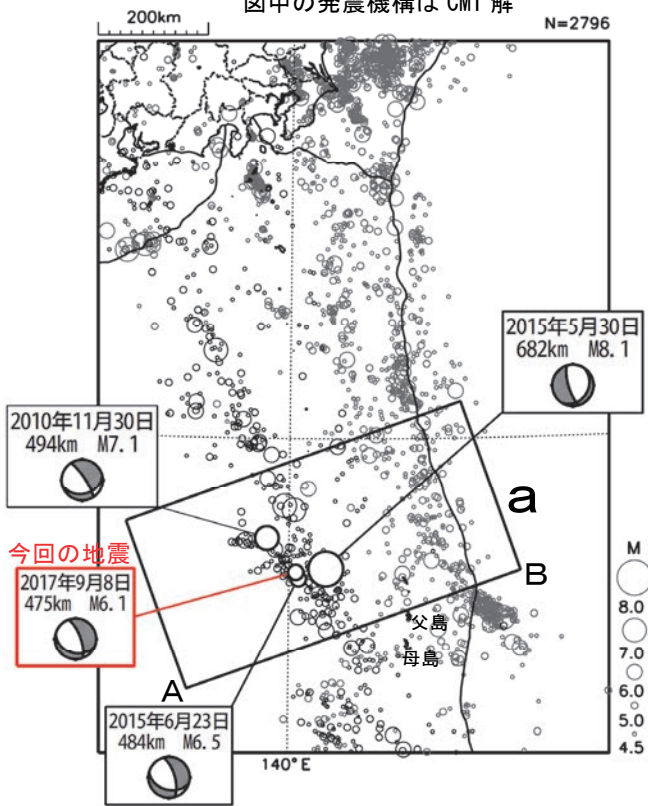 図中の発震機構は CMT 解
200km
N=2796
2015年5月30日
682km M8.1
2010年11月30日
494km M7.1
a
今回の地震
2017年9月8日
475km M6.1
B
父島
母島
A
2015年6月23日
484km M6.5
140°E
M
8.0
7.0
6.0
5.0
4.5